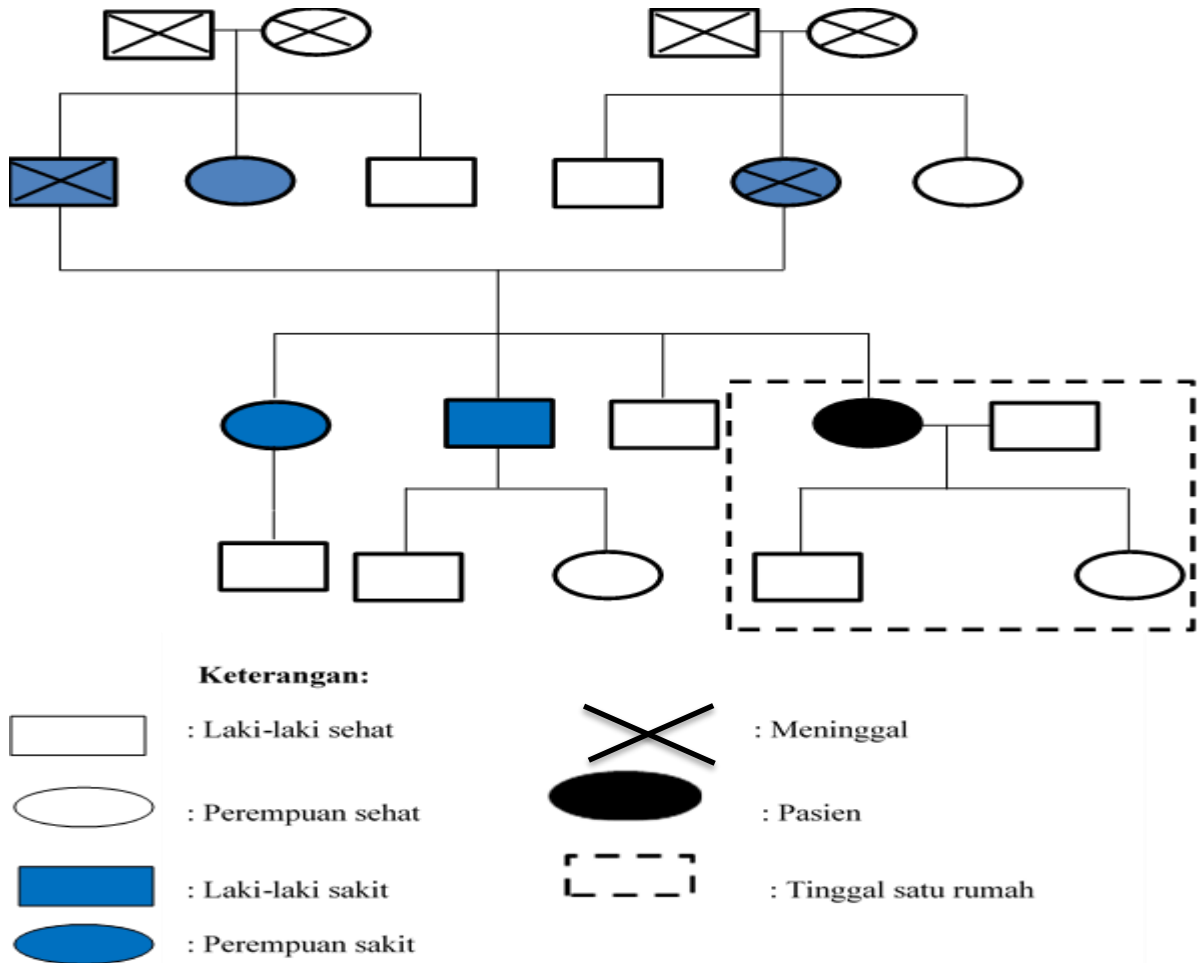 Keterangan:
: Laki-laki sehat
: Meninggal
: Perempuan sehat
: Pasien
: Laki-laki sakit
: Tinggal satu rumah
: Perempuan sakit